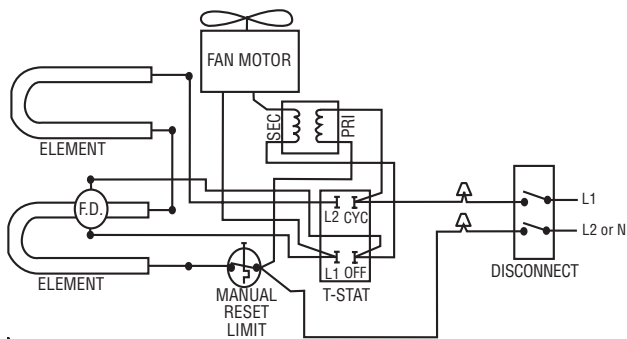 FAN MOTOR
SEC
PRI
ELEMENT
F.D.
L2 CYC
L1
L2 or N
L1 OFF
DISCONNECT
ELEMENT
MANUAL
RESET
LIMIT
T-STAT